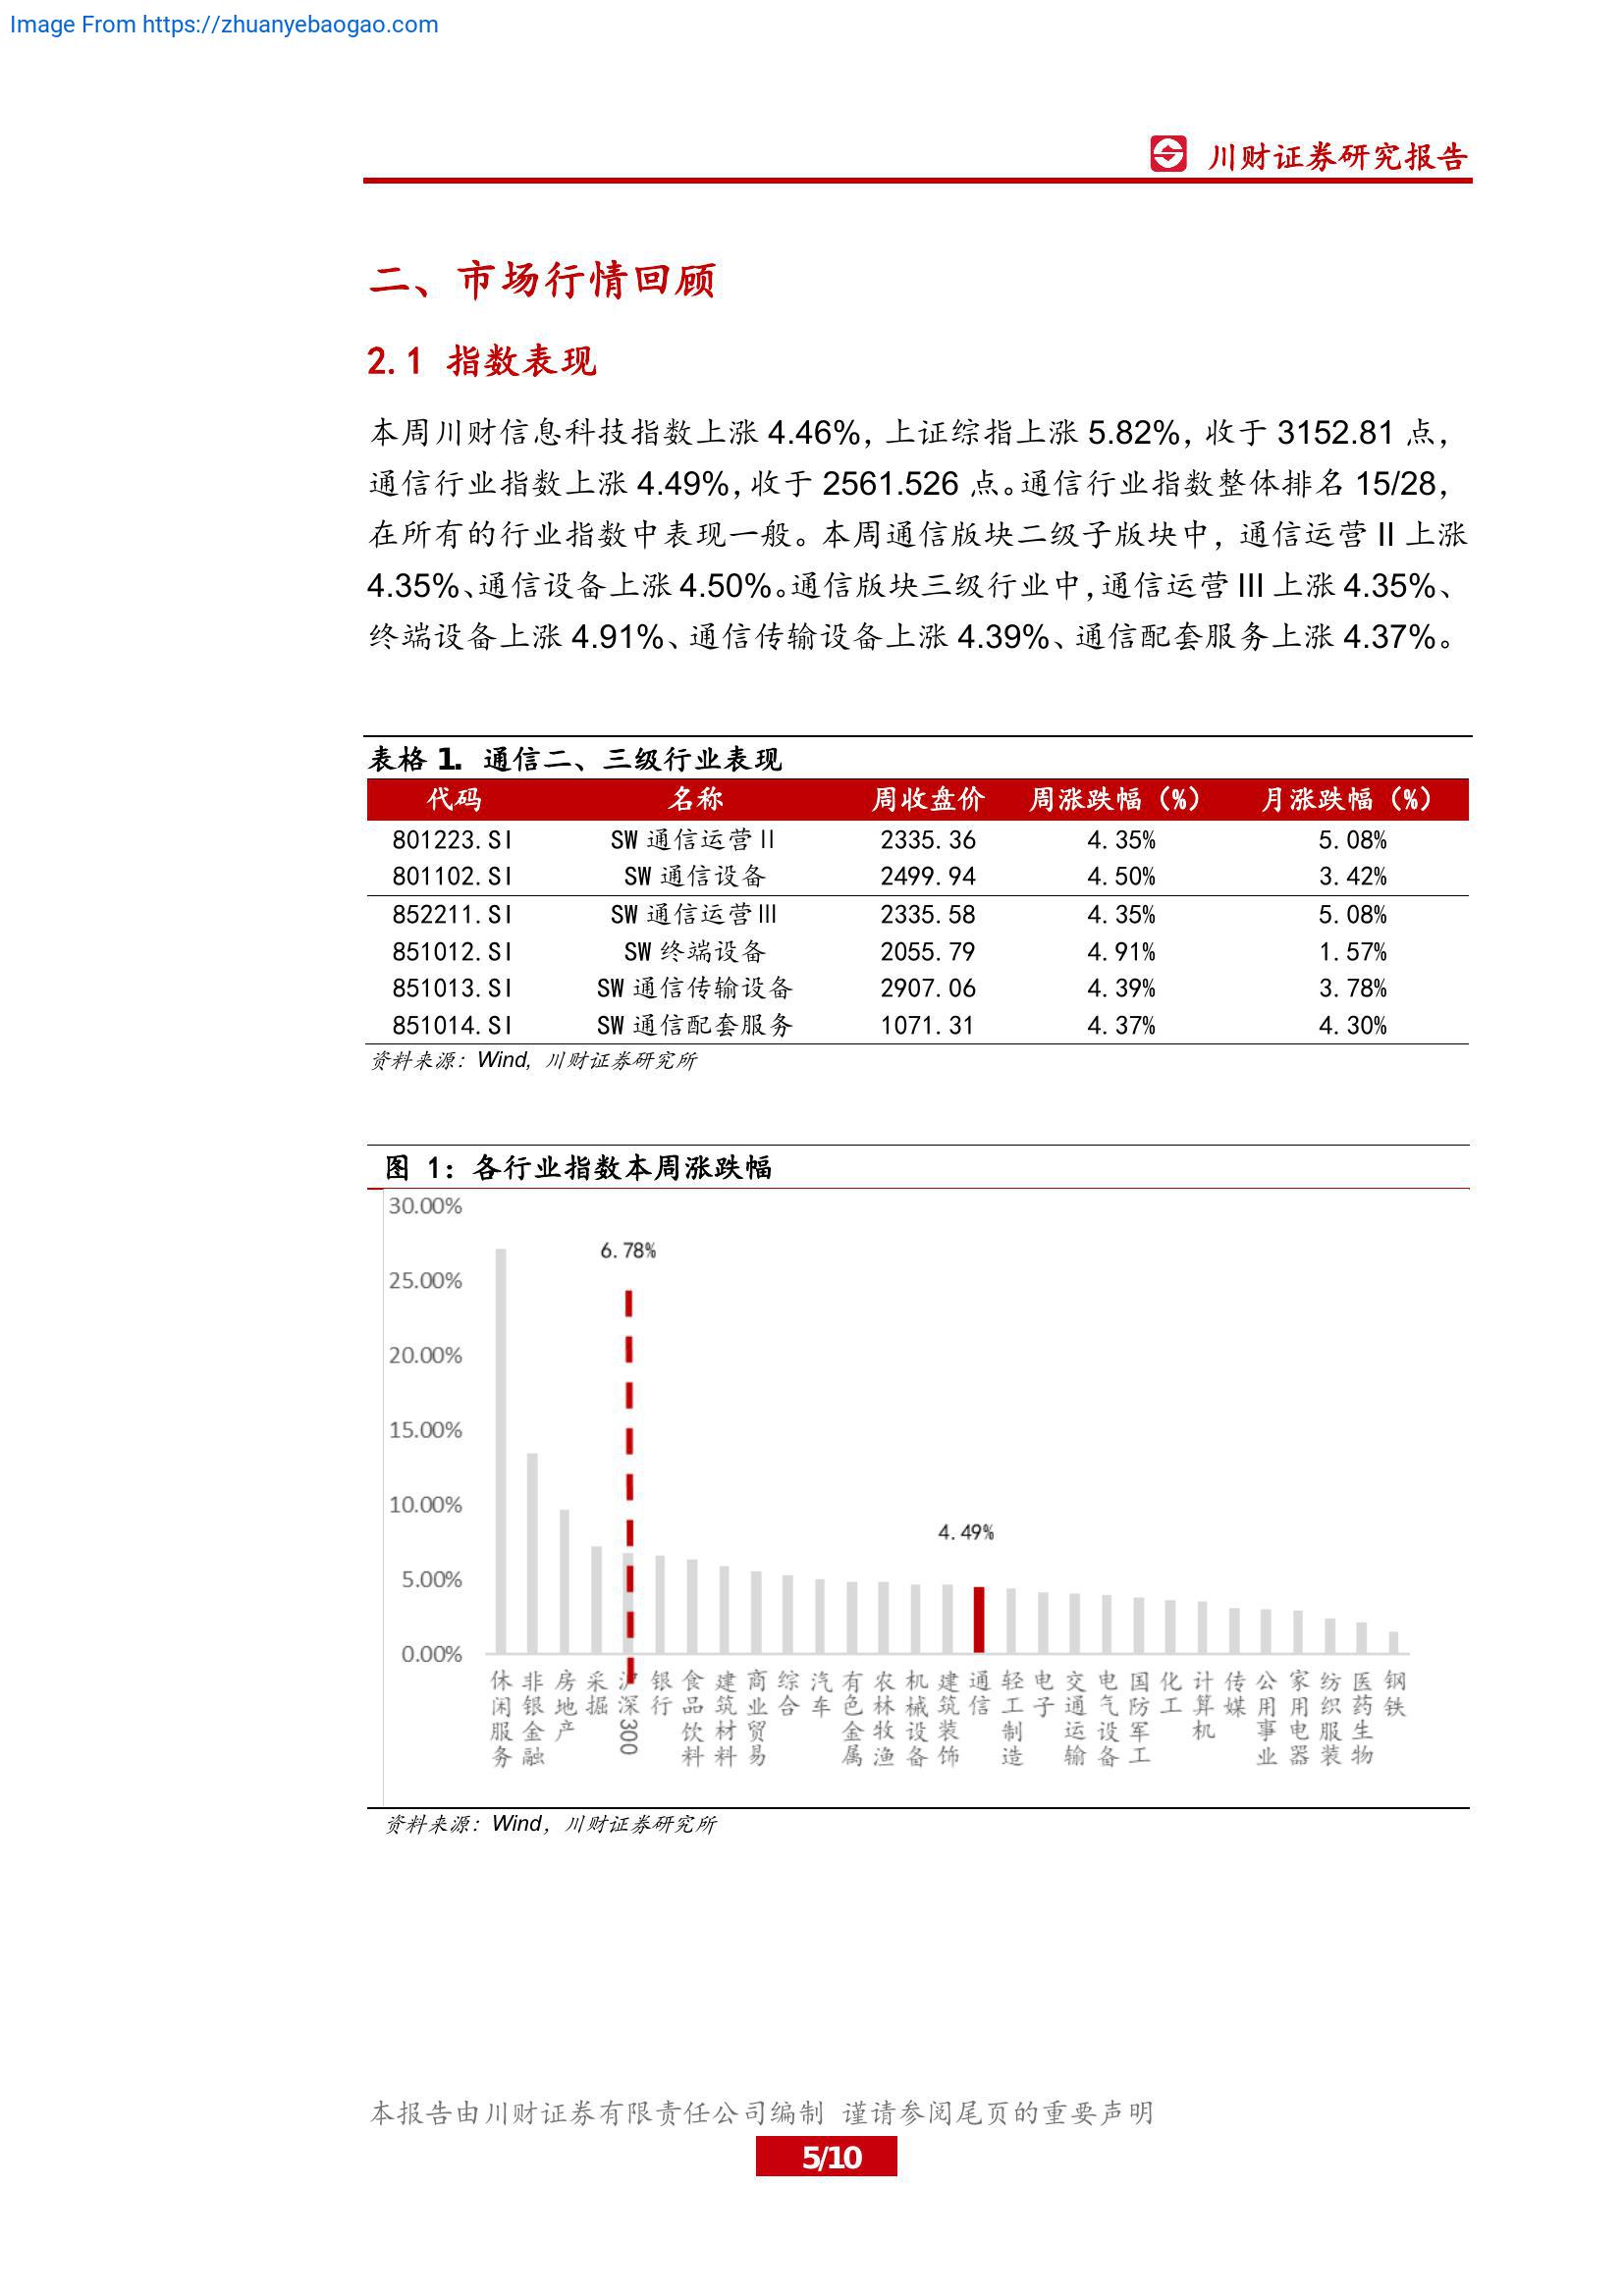 Image From https://zhuanyebaogao.com
川财证券研究报告
二、市场行情回顾
2.1 指数表现
本周川财信息科技指数上涨 4.46%，上证综指上涨 5.82%，收于 3152.81 点，
通信行业指数上涨 4.49%，收于 2561.526 点。通信行业指数整体排名 15/28，
在所有的行业指数中表现一般。本周通信版块二级子版块中，通信运营 II 上涨
4.35%、通信设备上涨 4.50%。通信版块三级行业中，通信运营 III 上涨 4.35%、
终端设备上涨 4.91%、通信传输设备上涨 4.39%、通信配套服务上涨 4.37%。
表格 1. 通信二、三级行业表现
代码 名称 周收盘价 周涨跌幅（%） 月涨跌幅（%）
801223.SI SW 通信运营Ⅱ 2335.36 4.35% 5.08%
801102.SI SW 通信设备 2499.94 4.50% 3.42%
852211.SI SW 通信运营Ⅲ 2335.58 4.35% 5.08%
851012.SI SW 终端设备 2055.79 4.91% 1.57%
851013.SI SW 通信传输设备 2907.06 4.39% 3.78%
851014.SI SW 通信配套服务 1071.31 4.37% 4.30%
资料来源：Wind，川财证券研究所
图 1：各行业指数本周涨跌幅
30.00%
25.00%
20.00%
15.00%
10.00%
5.00%
0.00%
6.78%
4.49%
休闲服务
非银金融
房地产
采掘
沪深300
银行
食品饮料
建筑材料
商业贸易
综合
汽车
有色金属
农林牧渔
机械设备
建筑装饰
通信
轻工制造
电子
交通运输
电气设备
国防军工
化工
计算机
传媒
公用事业
家用电器
纺织服装
医药生物
钢铁
资料来源：Wind，川财证券研究所
本报告由川财证券有限责任公司编制 谨请参阅尾页的重要声明
5/10